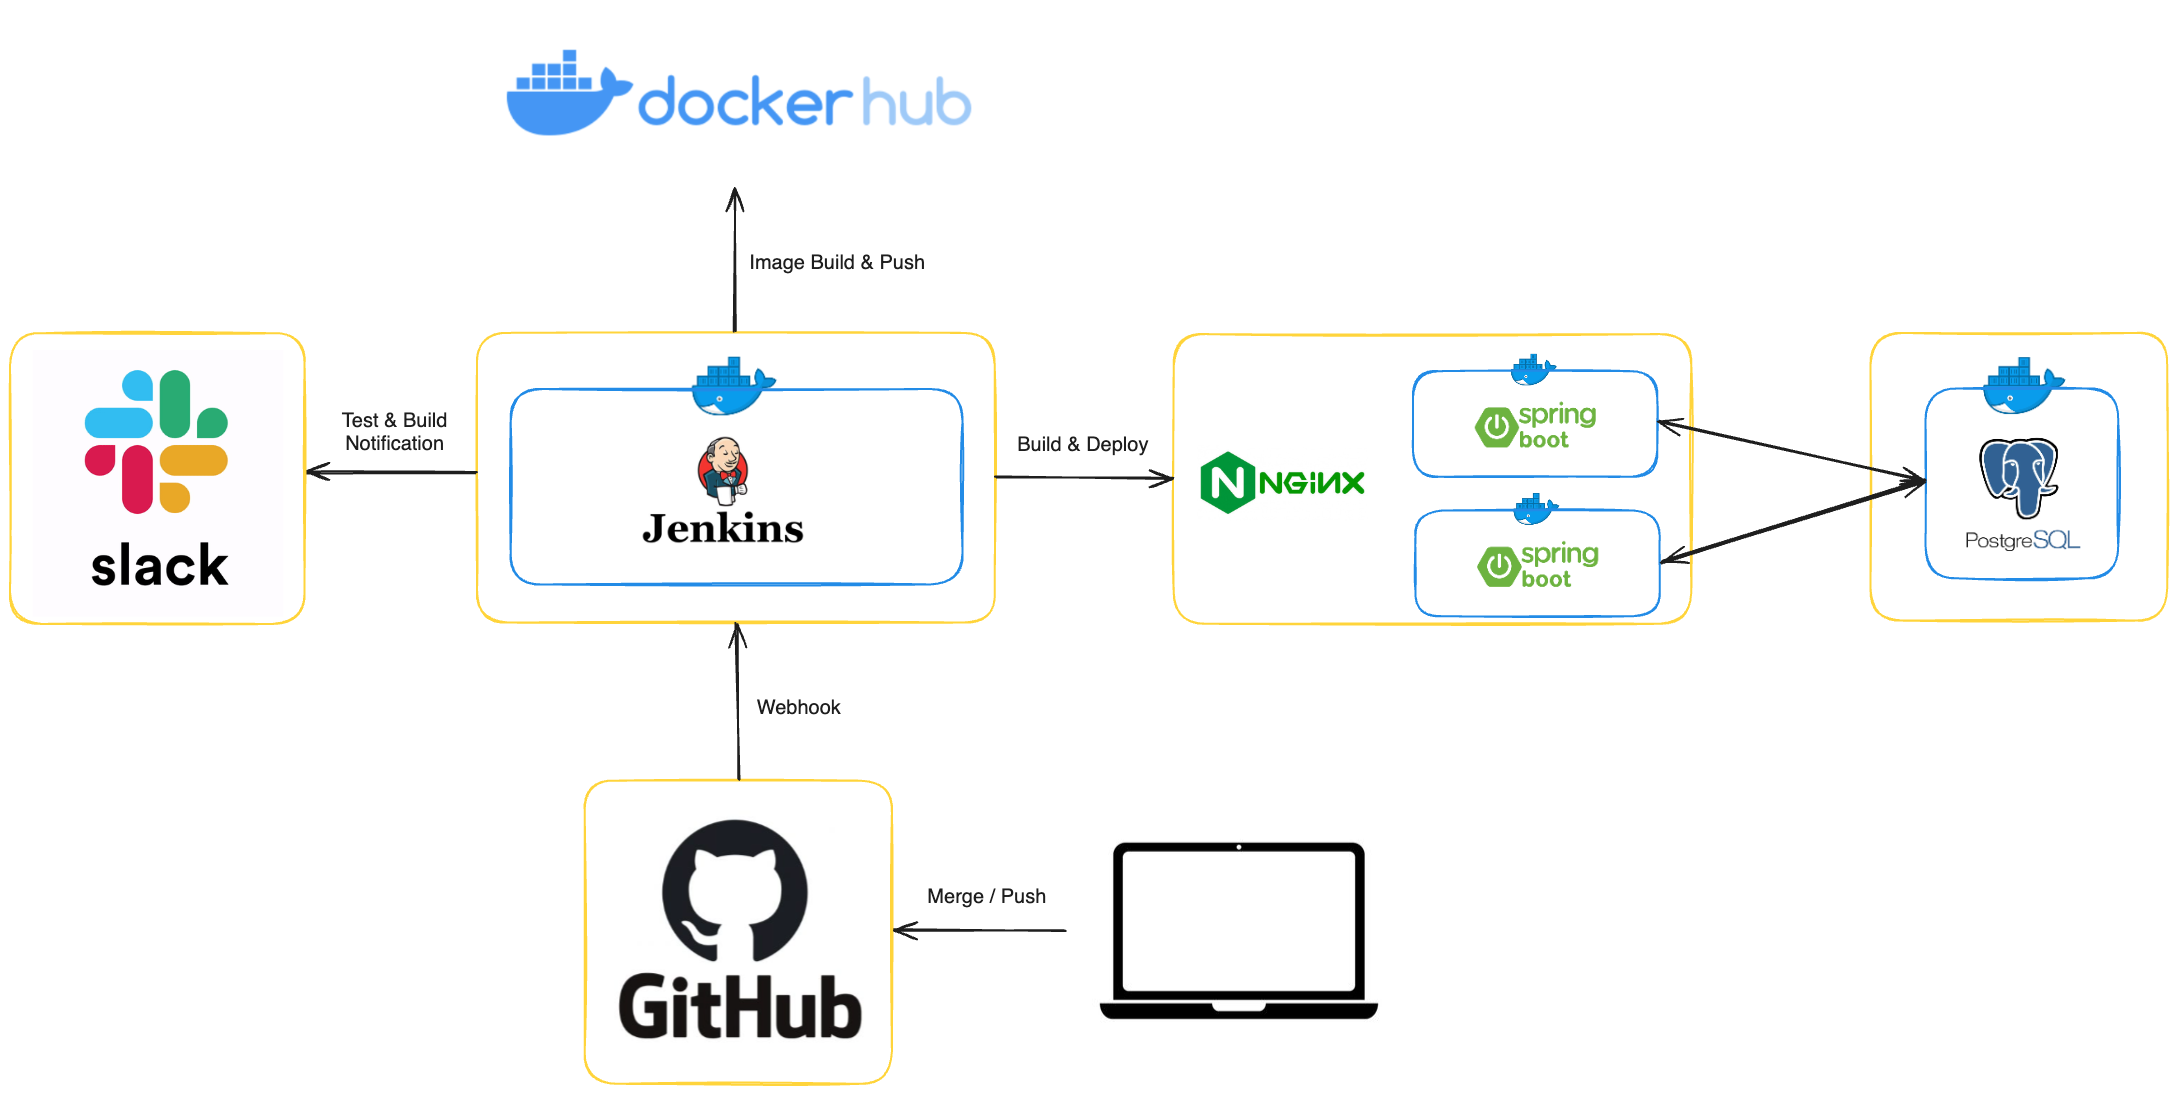 docker hub
Image Build & Push
slack
Test & Build
Notification
Jenkins
Build & Deploy
NGINX
spring
boot
spring
boot
PostgreSQL
Webhook
GitHub
Merge / Push